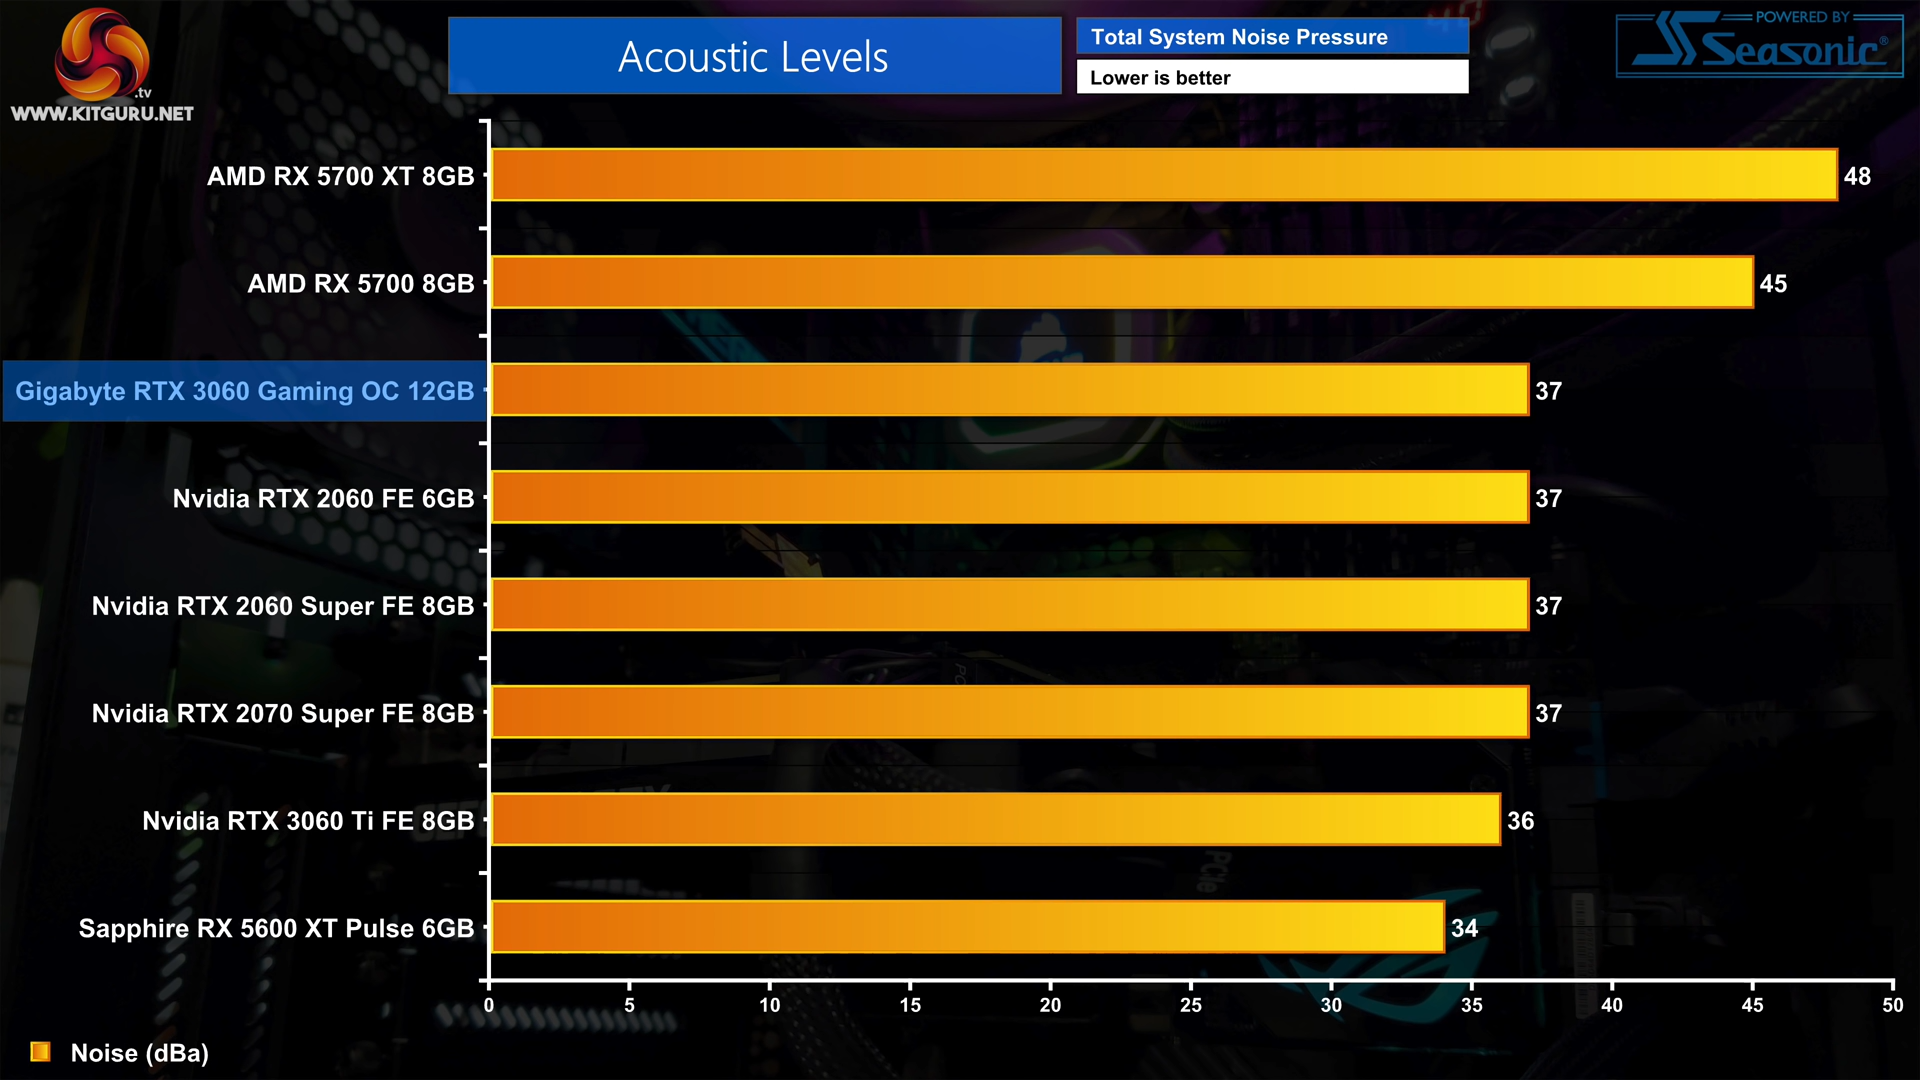 .tv
WWW.KITGURU.NET
Acoustic Levels
Total System Noise Pressure
Lower is better
POWERED BY
Seasonic®
AMD RX 5700 XT 8GB
48
AMD RX 5700 8GB
45
Gigabyte RTX 3060 Gaming OC 12GB
37
Nvidia RTX 2060 FE 6GB
37
Nvidia RTX 2060 Super FE 8GB
37
Nvidia RTX 2070 Super FE 8GB
37
Nvidia RTX 3060 Ti FE 8GB
36
PCIe
Sapphire RX 5600 XT Pulse 6GB
34
0 5 10 15 20 25 30 35 40 45 50
Noise (dBa)